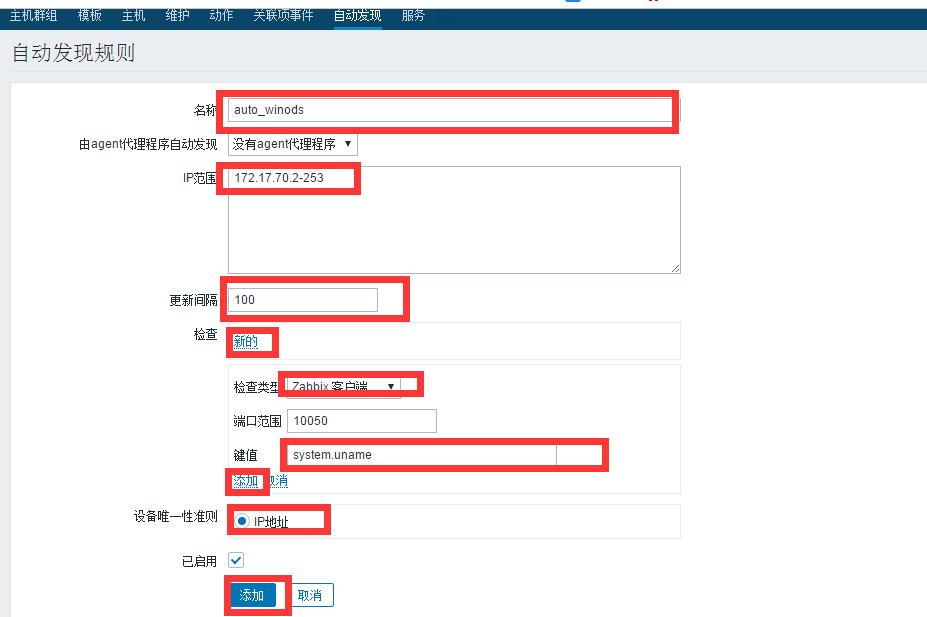 主机群组 模板 主机 维护 动作 关联项事件 自动发现 服务
自动发现规则
名称 auto_winods
由agent代理程序自动发现 没有agent代理程序
IP范围 172.17.70.2-253
更新间隔 100
检查 新的
检查类型 Zabbix 客户端
端口范围 10050
键值 system.uname
添加 取消
设备唯一性准则 IP地址
已启用
添加 取消